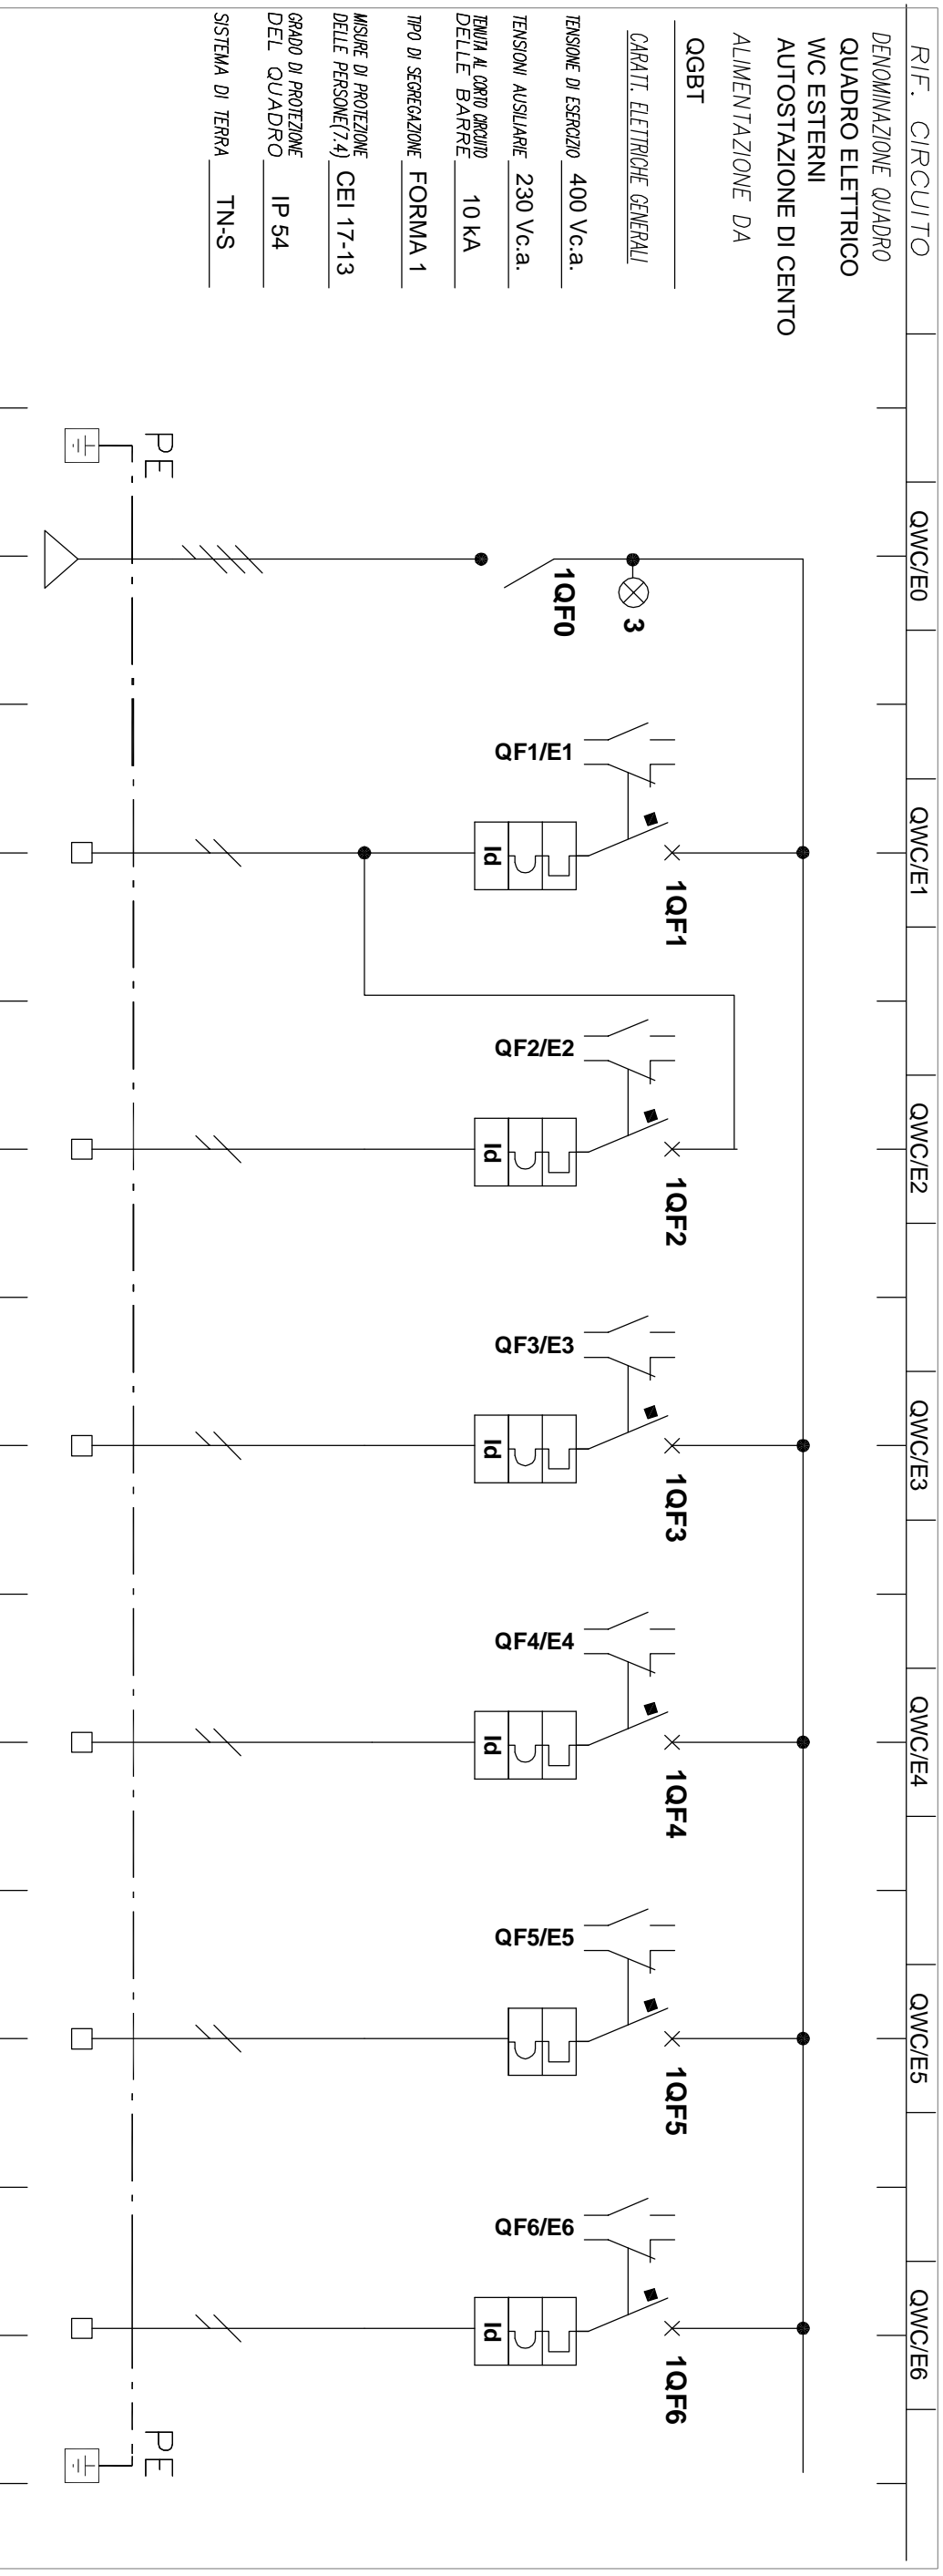 RIF. CIRCUITO
QWC/E0
QWC/E1
QWC/E2
QWC/E3
QWC/E4
QWC/E5
QWC/E6
DENOMINAZIONE QUADRO
QUADRO ELETTRICO
WC ESTERNI
AUTOSTAZIONE DI CENTO
ALIMENTAZIONE DA
QGBT
CARATT. ELETTRICHE GENERALI
TENSIONE DI ESERCIZIO 400 Vc.a.
TENSIONI AUSILIARIE 230 Vc.a.
TENUTA AL CORTO CIRCUITO
DELLE BARRE 10 kA
TIPO DI SEGREGAZIONE FORMA 1
MISURE DI PROTEZIONE
DELLE PERSONE(7.4) CEI 17-13
GRADO DI PROTEZIONE
DEL QUADRO IP 54
SISTEMA DI TERRA TN-S
3
1QF0
1QF1
1QF2
1QF3
1QF4
1QF5
1QF6
QF1/E1
QF2/E2
QF3/E3
QF4/E4
QF5/E5
QF6/E6
Id
Id
Id
Id
Id
PE
PE